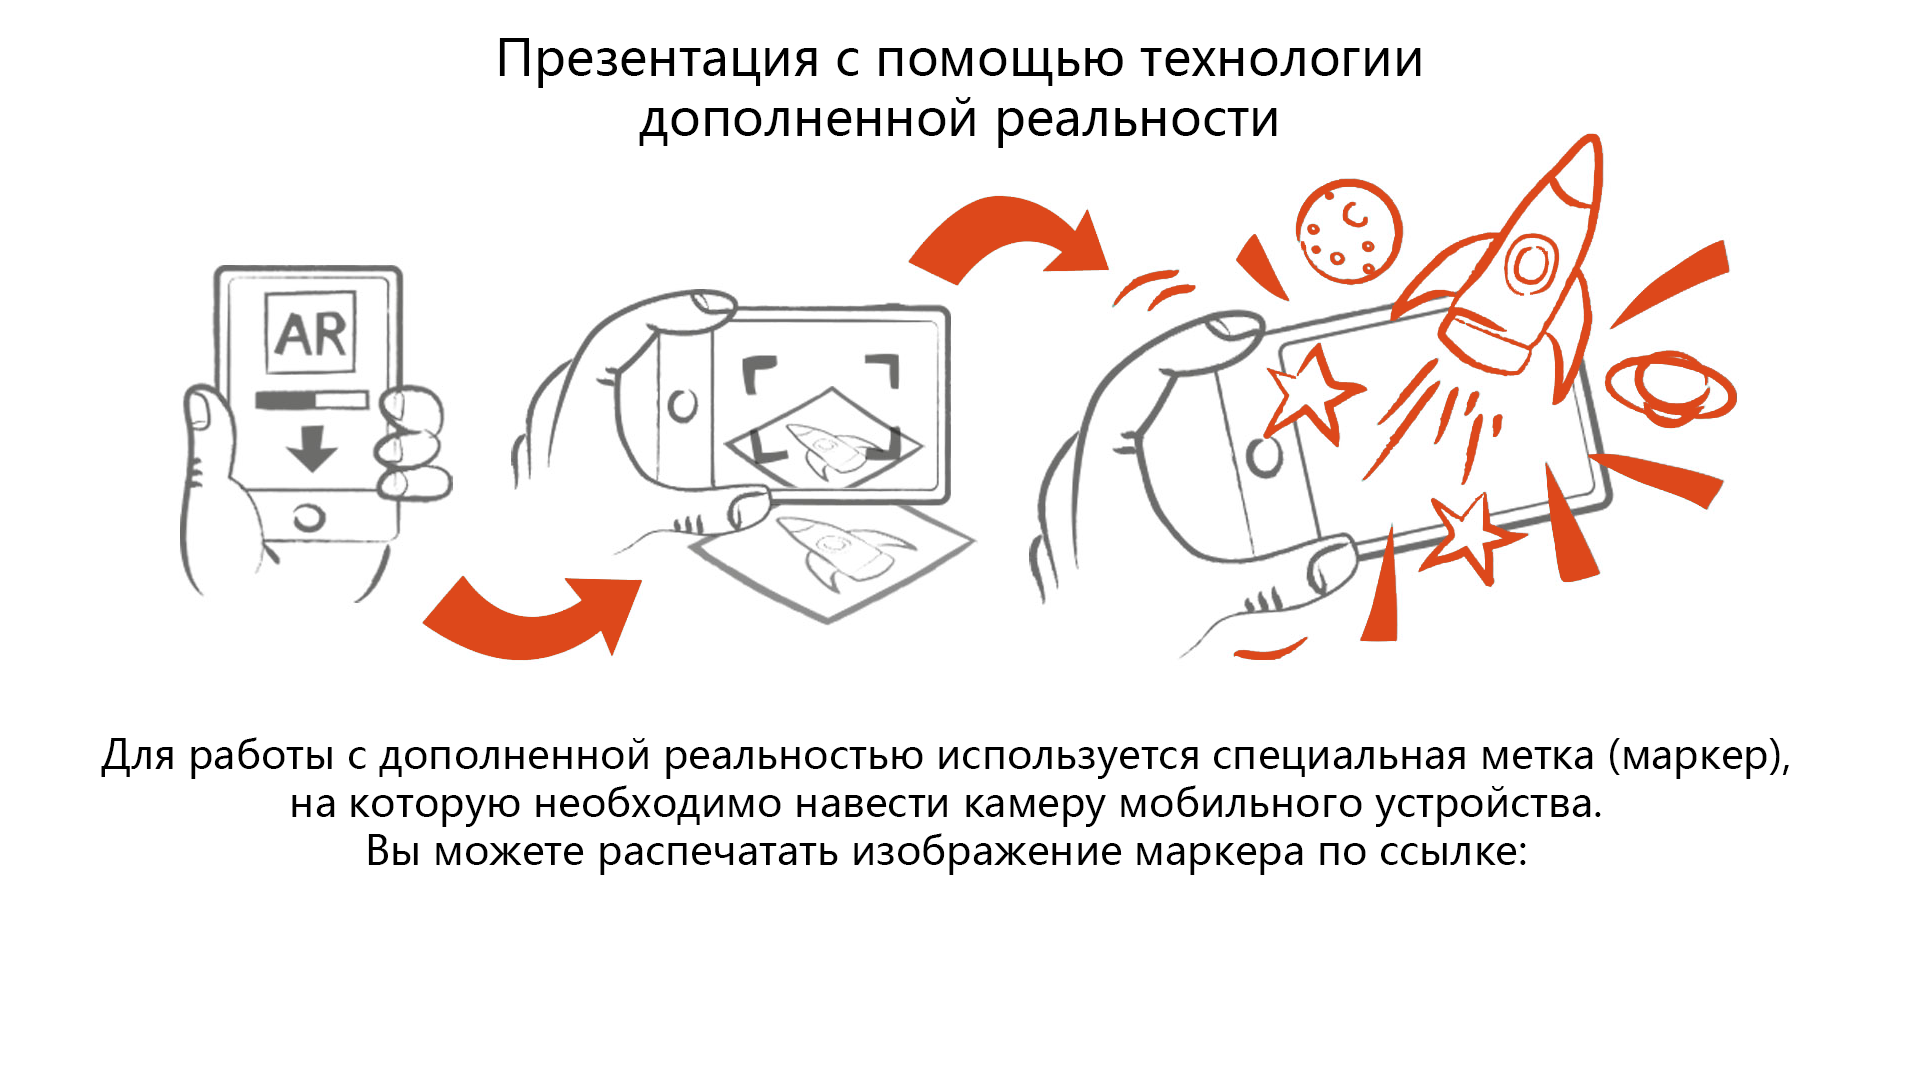 Презентация с помощью технологии
дополненной реальности
AR
Для работы с дополненной реальностью используется специальная метка (маркер),
на которую необходимо навести камеру мобильного устройства.
Вы можете распечатать изображение маркера по ссылке: